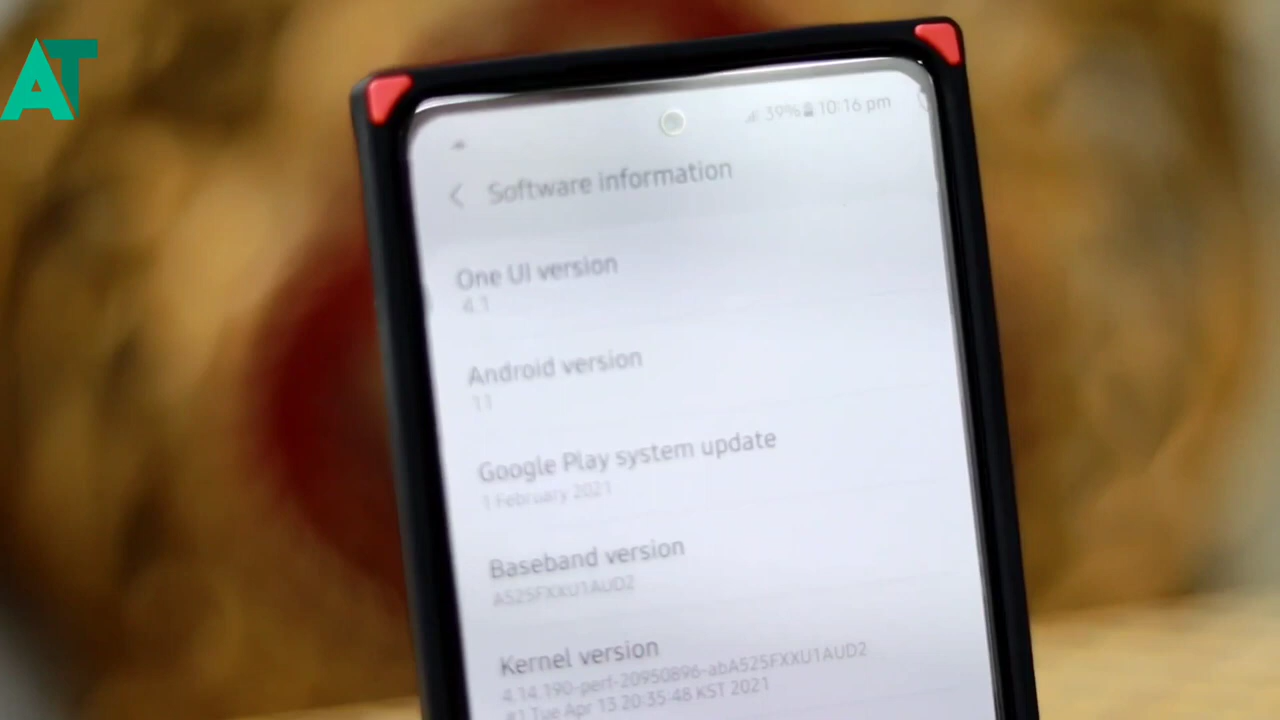 AT
39% 10:16 pm
Software information
One UI version
4.1
Android version
11
Google Play system update
1 February 2021
Baseband version
A525FXXU1AUD2
Kernel version
4.14.190-perf-20950896-abA525FXXU1AUD2
#1 Tue Apr 13 20:35:48 KST 2021